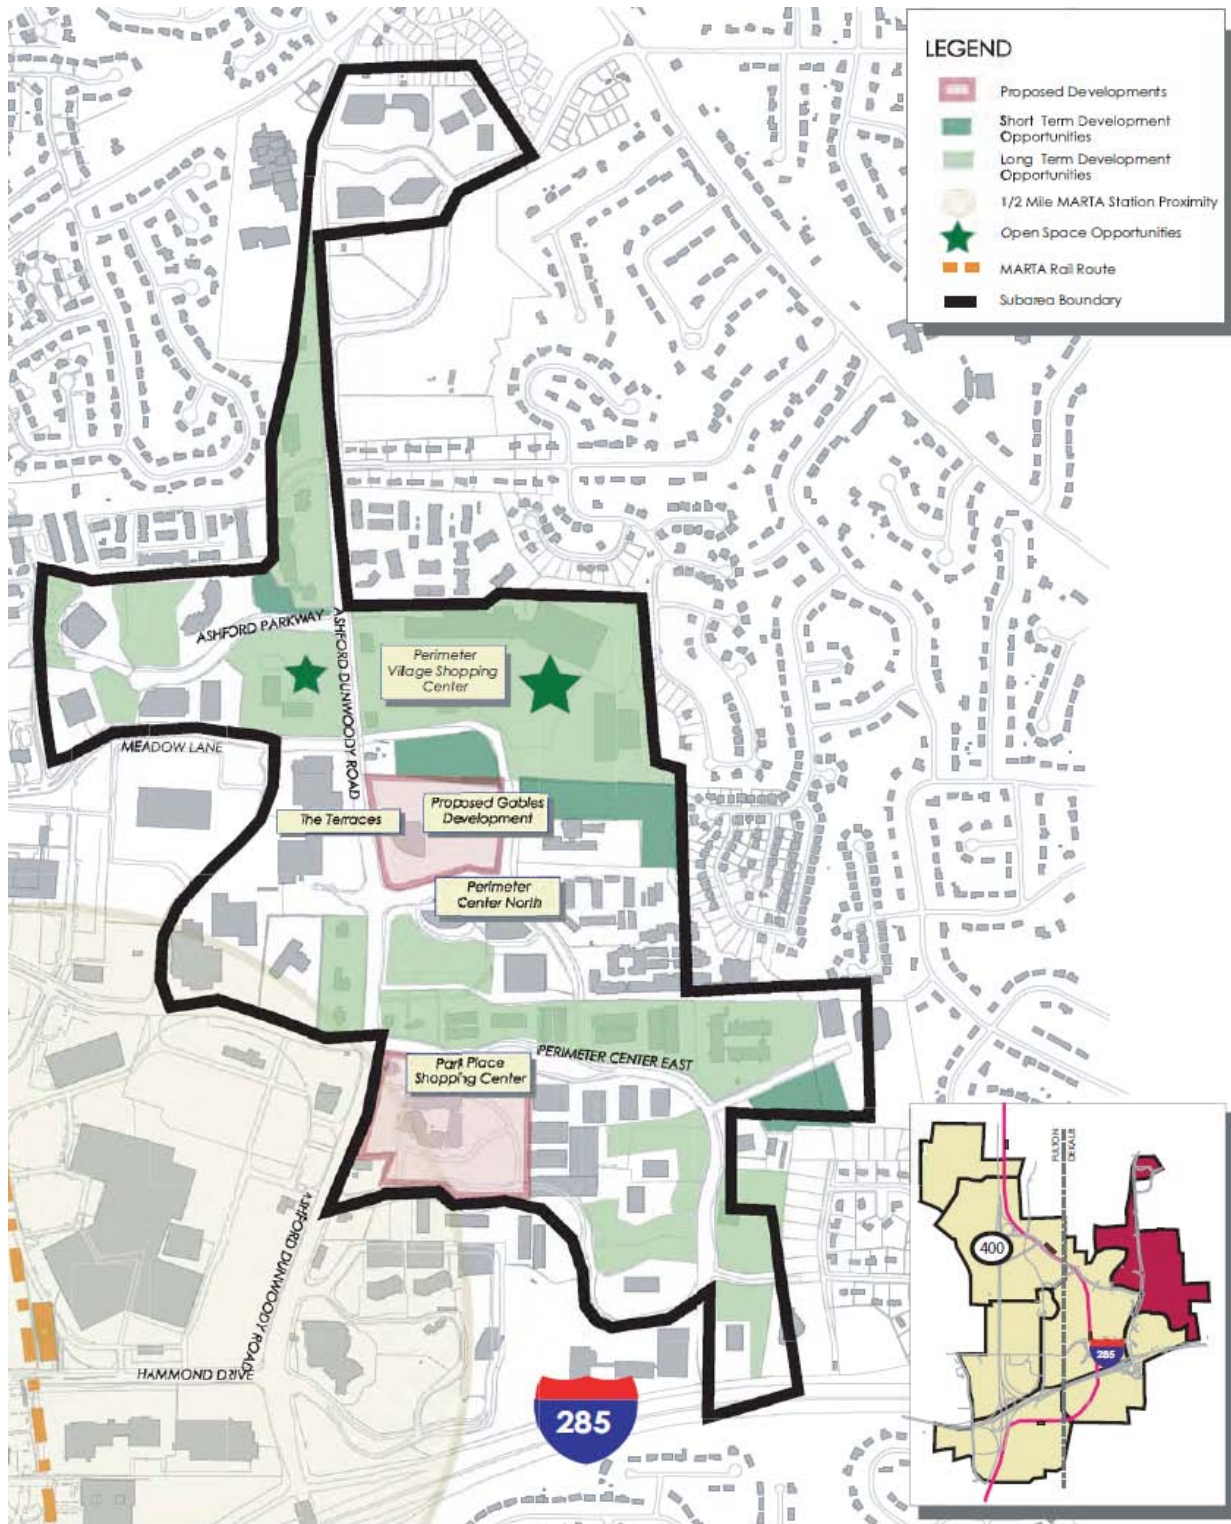 LEGEND
Proposed Developments
Short Term Development
Opportunities
Long Term Development
Opportunities
1/2 Mile MARTA Station Proximity
Open Space Opportunities
MARTA Rail Route
Subarea Boundary
ASHFORD PARKWAY
ASHFORD DUNWOODY ROAD
Perimeter
Village Shopping
Center
MEADOW LANE
The Terraces
Proposed Gables
Development
Perimeter
Center North
PERIMETER CENTER EAST
Park Place
Shopping Center
ASHFORD DUNWOODY ROAD
HAMMOND DRIVE
285
FULTON
DEKALB
400
285